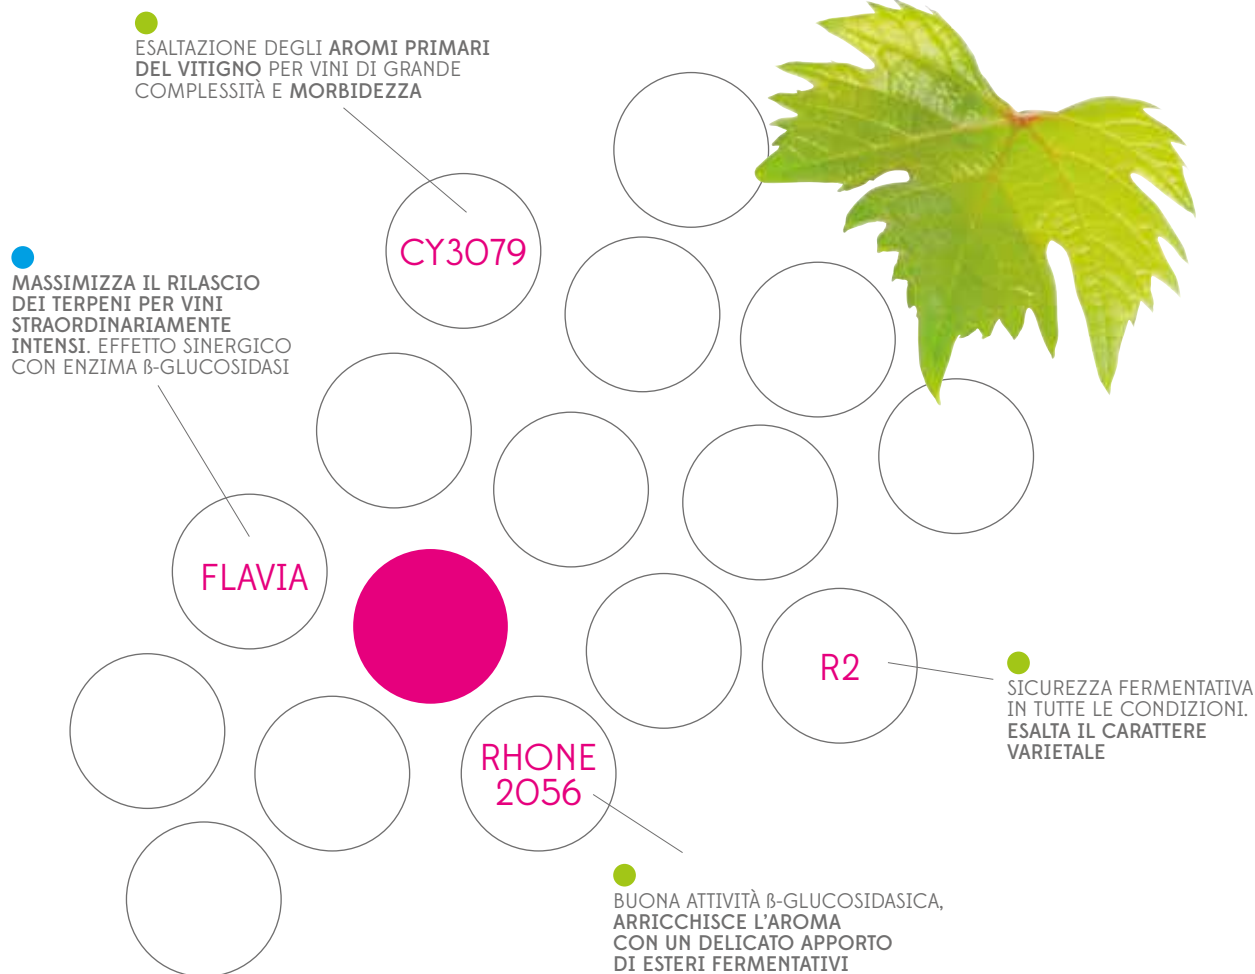 ESALTAZIONE DEGLI AROMI PRIMARI
DEL VITIGNO PER VINI DI GRANDE
COMPLESSITÀ E MORBIDEZZA
CY3079
MASSIMIZZA IL RILASCIO
DEI TERPENI PER VINI
STRAORDINARIAMENTE
INTENSI. EFFETTO SINERGICO
CON ENZIMA ß-GLUCOSIDASI
FLAVIA
R2
SICUREZZA FERMENTATIVA
IN TUTTE LE CONDIZIONI.
ESALTA IL CARATTERE
VARIETALE
RHONE
2056
BUONA ATTIVITÀ ß-GLUCOSIDASICA,
ARRICCHISCE L'AROMA
CON UN DELICATO APPORTO
DI ESTERI FERMENTATIVI